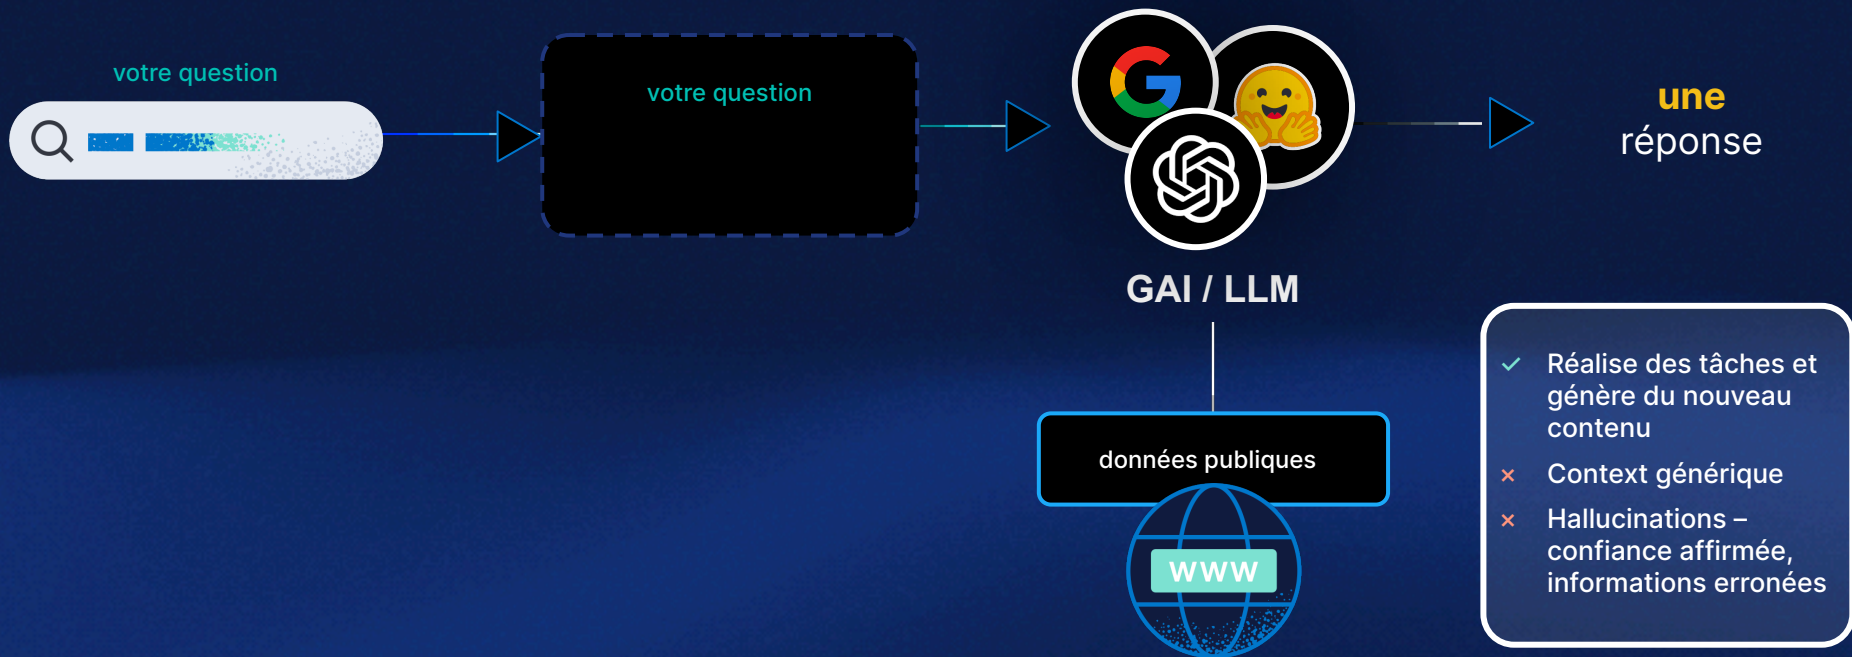 votre question
votre question
une
réponse
GAI / LLM
données publiques
WWW
Réalise des tâches et
génère du nouveau
contenu
Context générique
Hallucinations –
confiance affirmée,
informations erronées